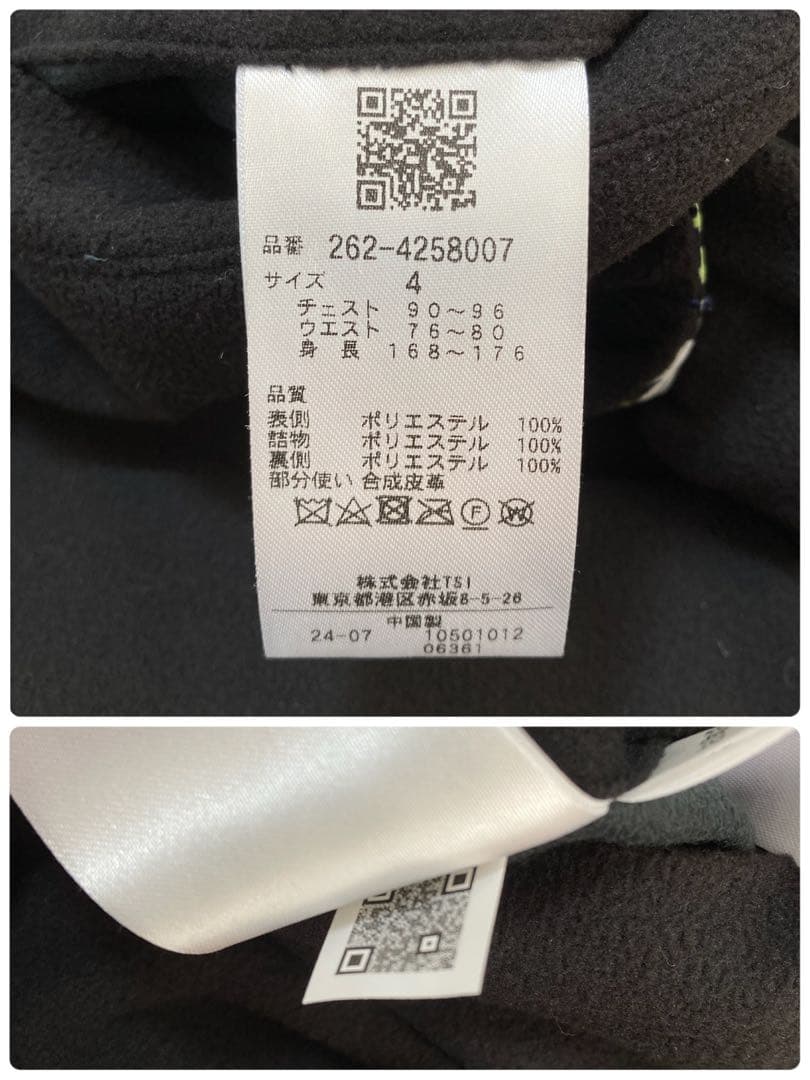 品番 262-4258007
サイズ 4
チェスト 90～96
ウエスト 76～80
身長 168～176
品質
表側 ポリエステル 100%
詰物 ポリエステル 100%
裏側 ポリエステル 100%
部分使い 合成皮革
F W
株式会社TSI
東京都港区赤坂8-5-26
中国製
24-07 10501012
06361